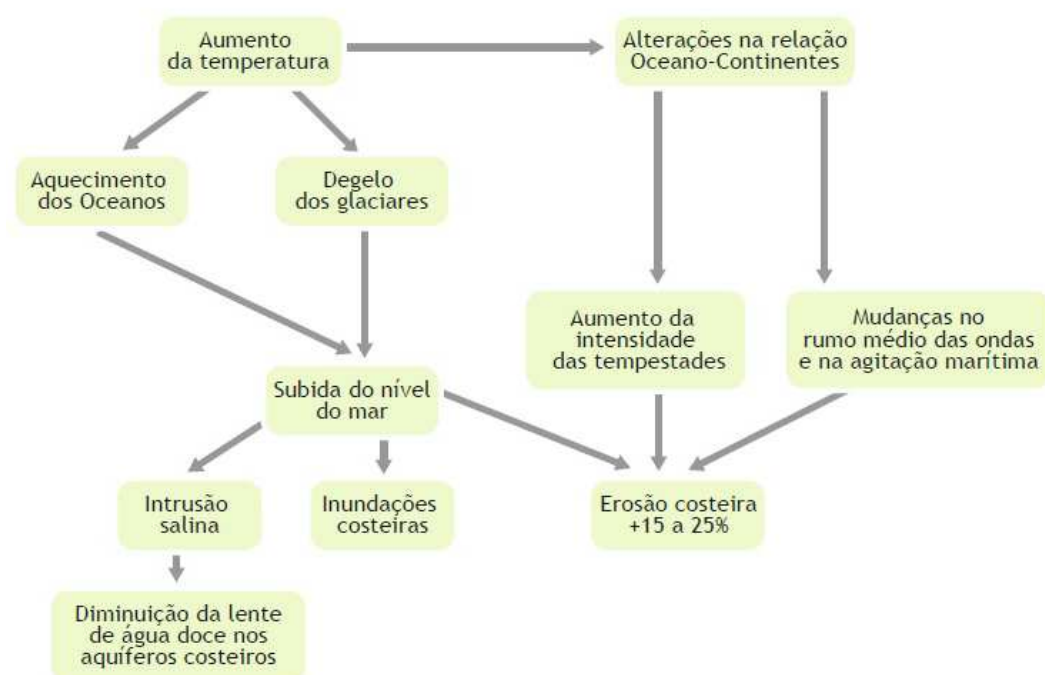 Aumento
da temperatura
Alterações na relação
Oceano-Continentes
Aquecimento
dos Oceanos
Degelo
dos glaciares
Aumento da
intensidade
das tempestades
Mudanças no
rumo médio das ondas
e na agitação marítima
Subida do nível
do mar
Intrusão
salina
Inundações
costeiras
Erosão costeira
+15 a 25%
Diminuição da lente
de água doce nos
aquíferos costeiros